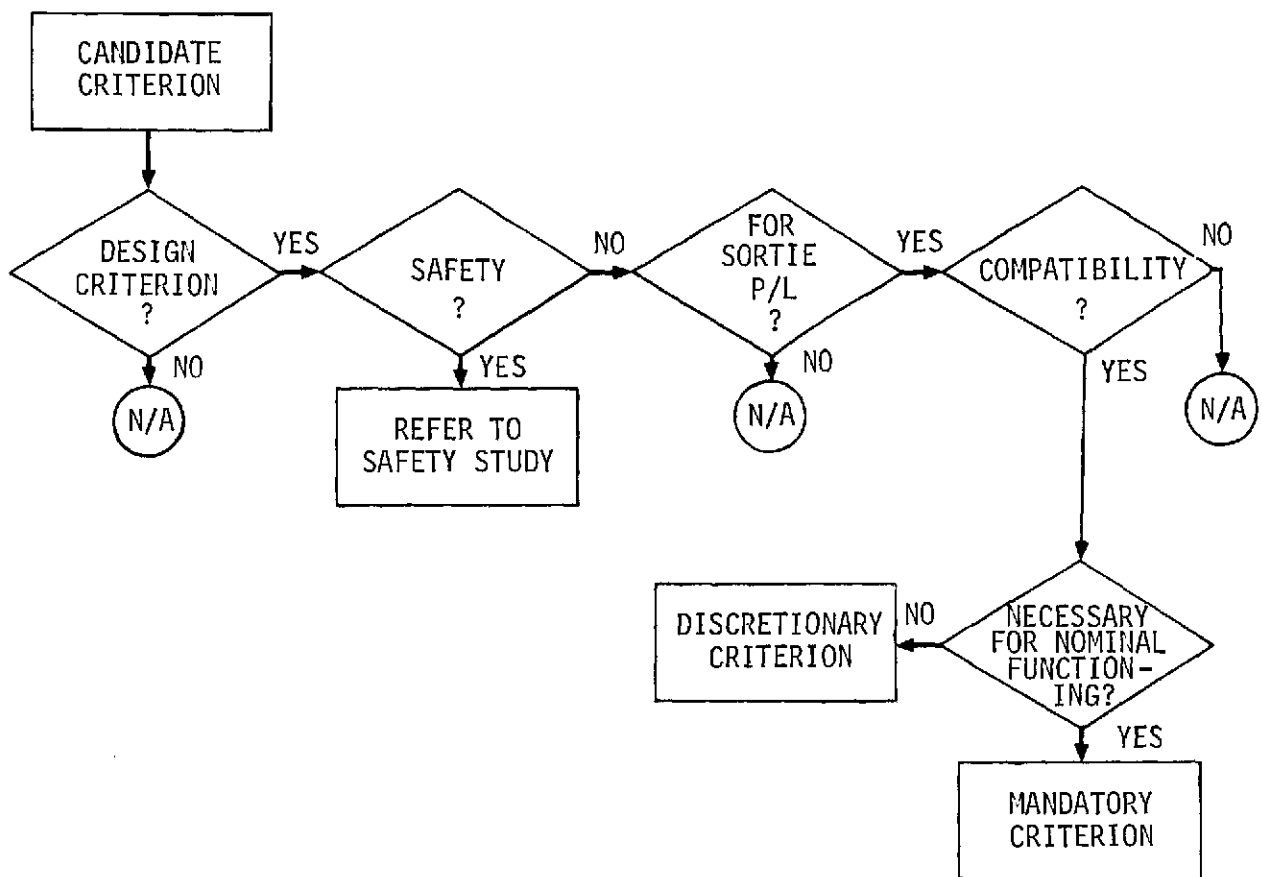 CANDIDATE
CRITERION
DESIGN
CRITERION
?
YES
NO
N/A
SAFETY
?
NO
YES
REFER TO
SAFETY STUDY
FOR
SORTIE
P/L
?
YES
NO
N/A
COMPATIBILITY
?
NO
N/A
YES
NECESSARY
FOR NOMINAL
FUNCTION-
ING?
NO
DISCRETIONARY
CRITERION
YES
MANDATORY
CRITERION